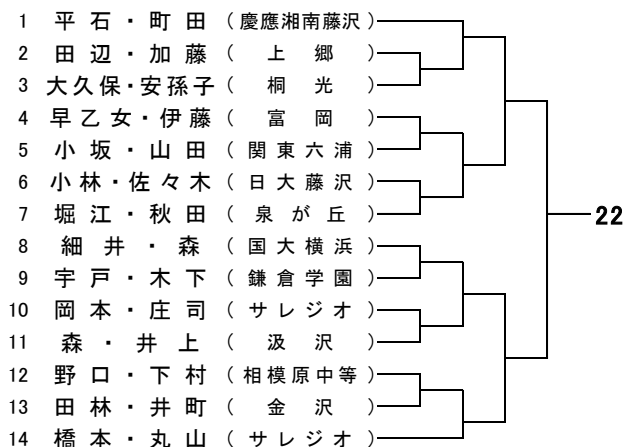 1 平石・町田 (慶應湘南藤沢)
2 田辺・加藤 (上郷)
3 大久保・安孫子 (桐光)
4 早乙女・伊藤 (富岡)
5 小坂・山田 (関東六浦)
6 小林・佐々木 (日大藤沢)
7 堀江・秋田 (泉が丘)
22
8 細井・森 (国大横浜)
9 宇戸・木下 (鎌倉学園)
10 岡本・庄司 (サレジオ)
11 森・井上 (汲沢)
12 野口・下村 (相模原中等)
13 田林・井町 (金沢)
14 橋本・丸山 (サレジオ)